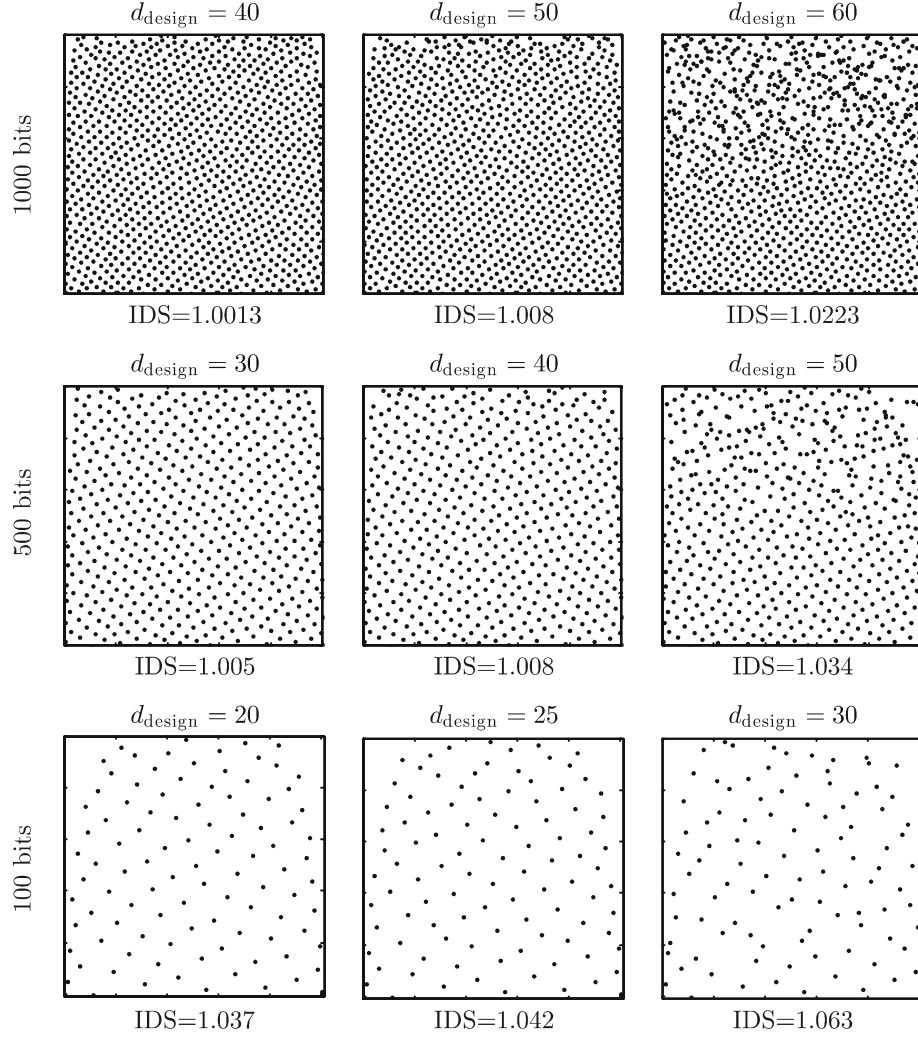 d_design = 40
d_design = 50
d_design = 60
1000 bits
IDS=1.0013
IDS=1.008
IDS=1.0223
d_design = 30
d_design = 40
d_design = 50
500 bits
IDS=1.005
IDS=1.008
IDS=1.034
d_design = 20
d_design = 25
d_design = 30
100 bits
IDS=1.037
IDS=1.042
IDS=1.063